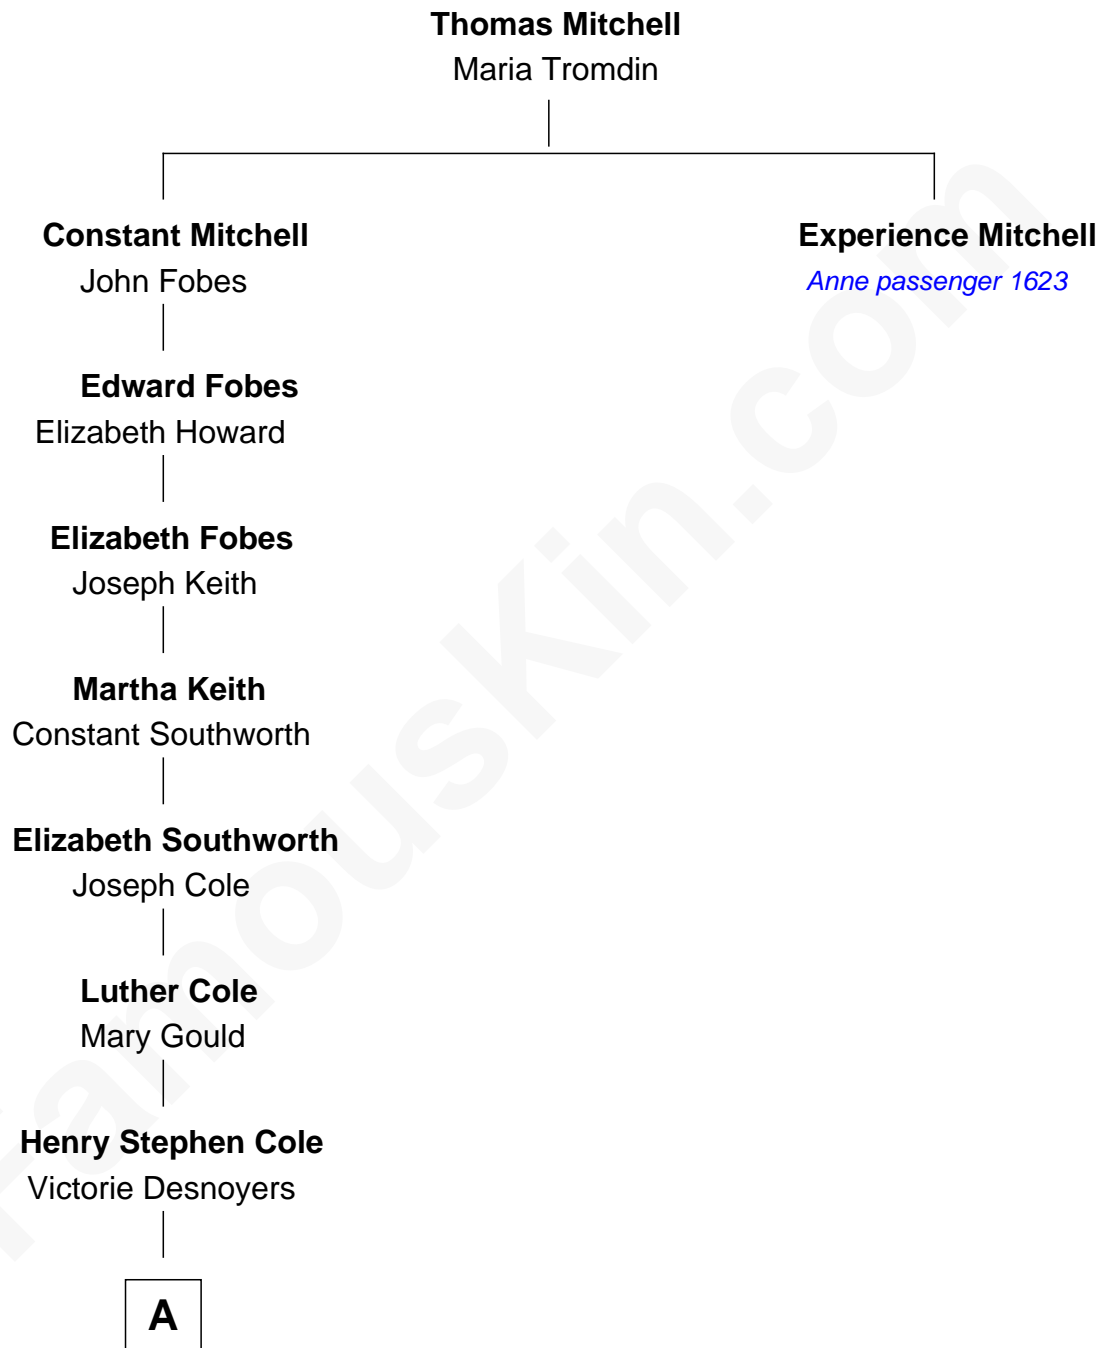 Thomas Mitchell
Maria Tromdin
Constant Mitchell
John Fobes
Experience Mitchell
Anne passenger 1623
Edward Fobes
Elizabeth Howard
Elizabeth Fobes
Joseph Keith
Martha Keith
Constant Southworth
Elizabeth Southworth
Joseph Cole
Luther Cole
Mary Gould
Henry Stephen Cole
Victorie Desnoyers
A
FamousKin.com